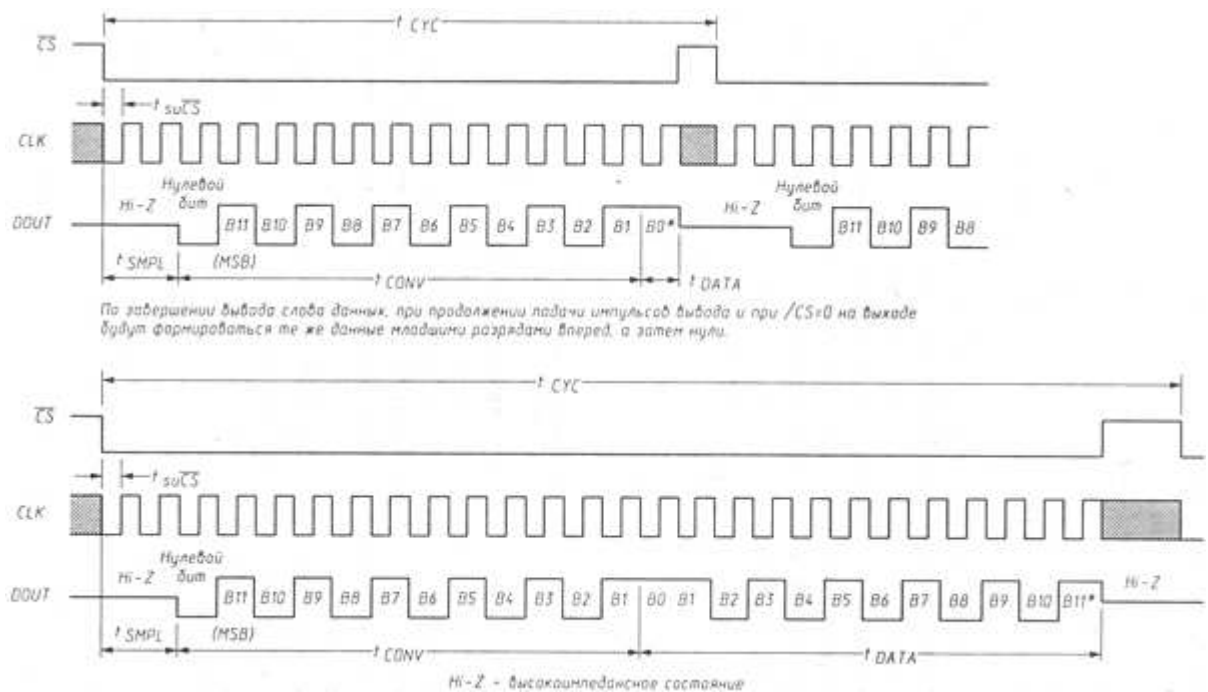 t CYC
CS
t suCS
CLK
Нулевой
бит
Hi-Z
DOUT
B11 B10 B9 B8 B7 B6 B5 B4 B3 B2 B1 B0*
Hi-Z
Нулевой
бит
B11 B10 B9 B8
t SMPL
(MSB)
t CONV
t DATA
По завершении вывода слова данных, при продолжении подачи импульсов вывода и при /CS=0 на выходе
будут формироваться те же данные младшими разрядами вперед, а затем нули.
t CYC
CS
t suCS
CLK
Нулевой
бит
Hi-Z
DOUT
B11 B10 B9 B8 B7 B6 B5 B4 B3 B2 B1 B0 B1 B2 B3 B4 B5 B6 B7 B8 B9 B10 B11*
Hi-Z
t SMPL
(MSB)
t CONV
t DATA
Hi-Z - высокоимпедансное состояние